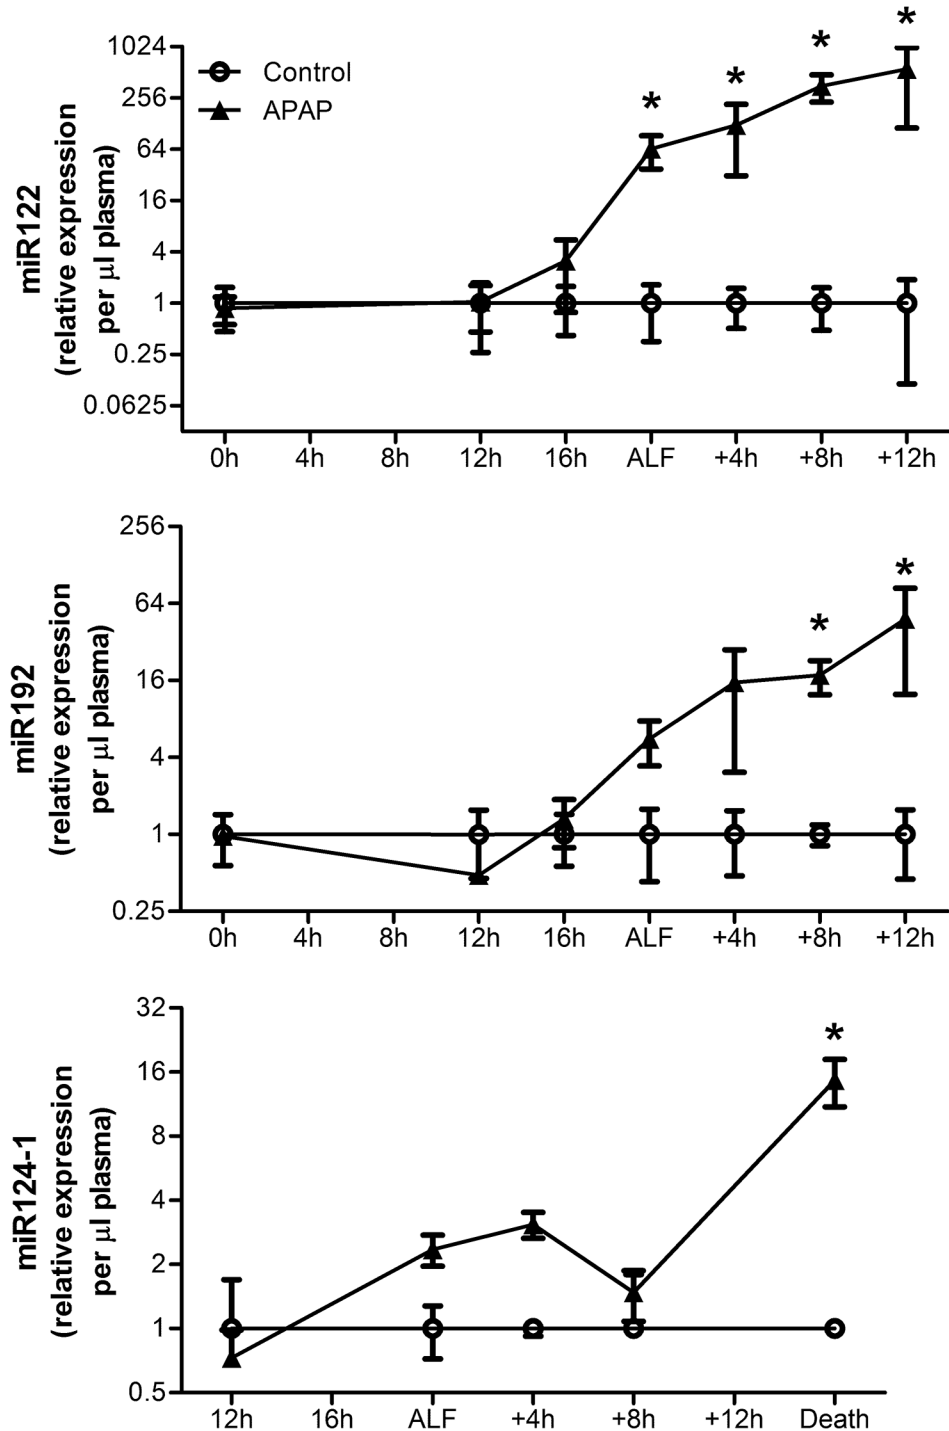 miR122
(relative expression
per µl plasma)
1024
256
64
16
4
1
0.25
0.0625
Control
APAP
*
*
*
*
0h 4h 8h 12h 16h ALF +4h +8h +12h
miR192
(relative expression
per µl plasma)
256
64
16
4
1
0.25
*
*
0h 4h 8h 12h 16h ALF +4h +8h +12h
miR124-1
(relative expression
per µl plasma)
32
16
8
4
2
1
0.5
*
12h 16h ALF +4h +8h +12h Death